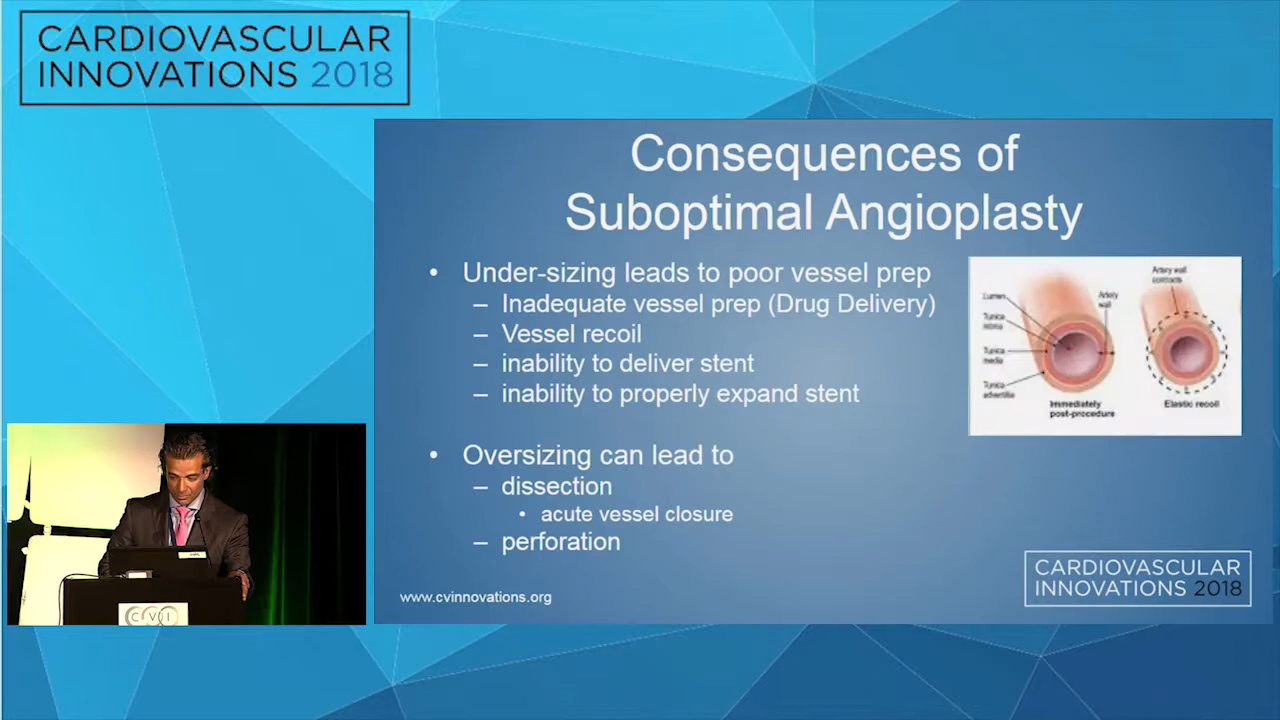 CARDIOVASCULAR
INNOVATIONS 2018
Consequences of
Suboptimal Angioplasty
• Under-sizing leads to poor vessel prep
– Inadequate vessel prep (Drug Delivery)
– Vessel recoil
– inability to deliver stent
– inability to properly expand stent
• Oversizing can lead to
– dissection
• acute vessel closure
– perforation
Lumen
Tunica
intima
Tunica
media
Tunica
adventitia
Artery
wall
Immediately
post-procedure
Artery wall
contracts
Elastic recoil
www.cvinnovations.org
CARDIOVASCULAR
INNOVATIONS 2018
CVI